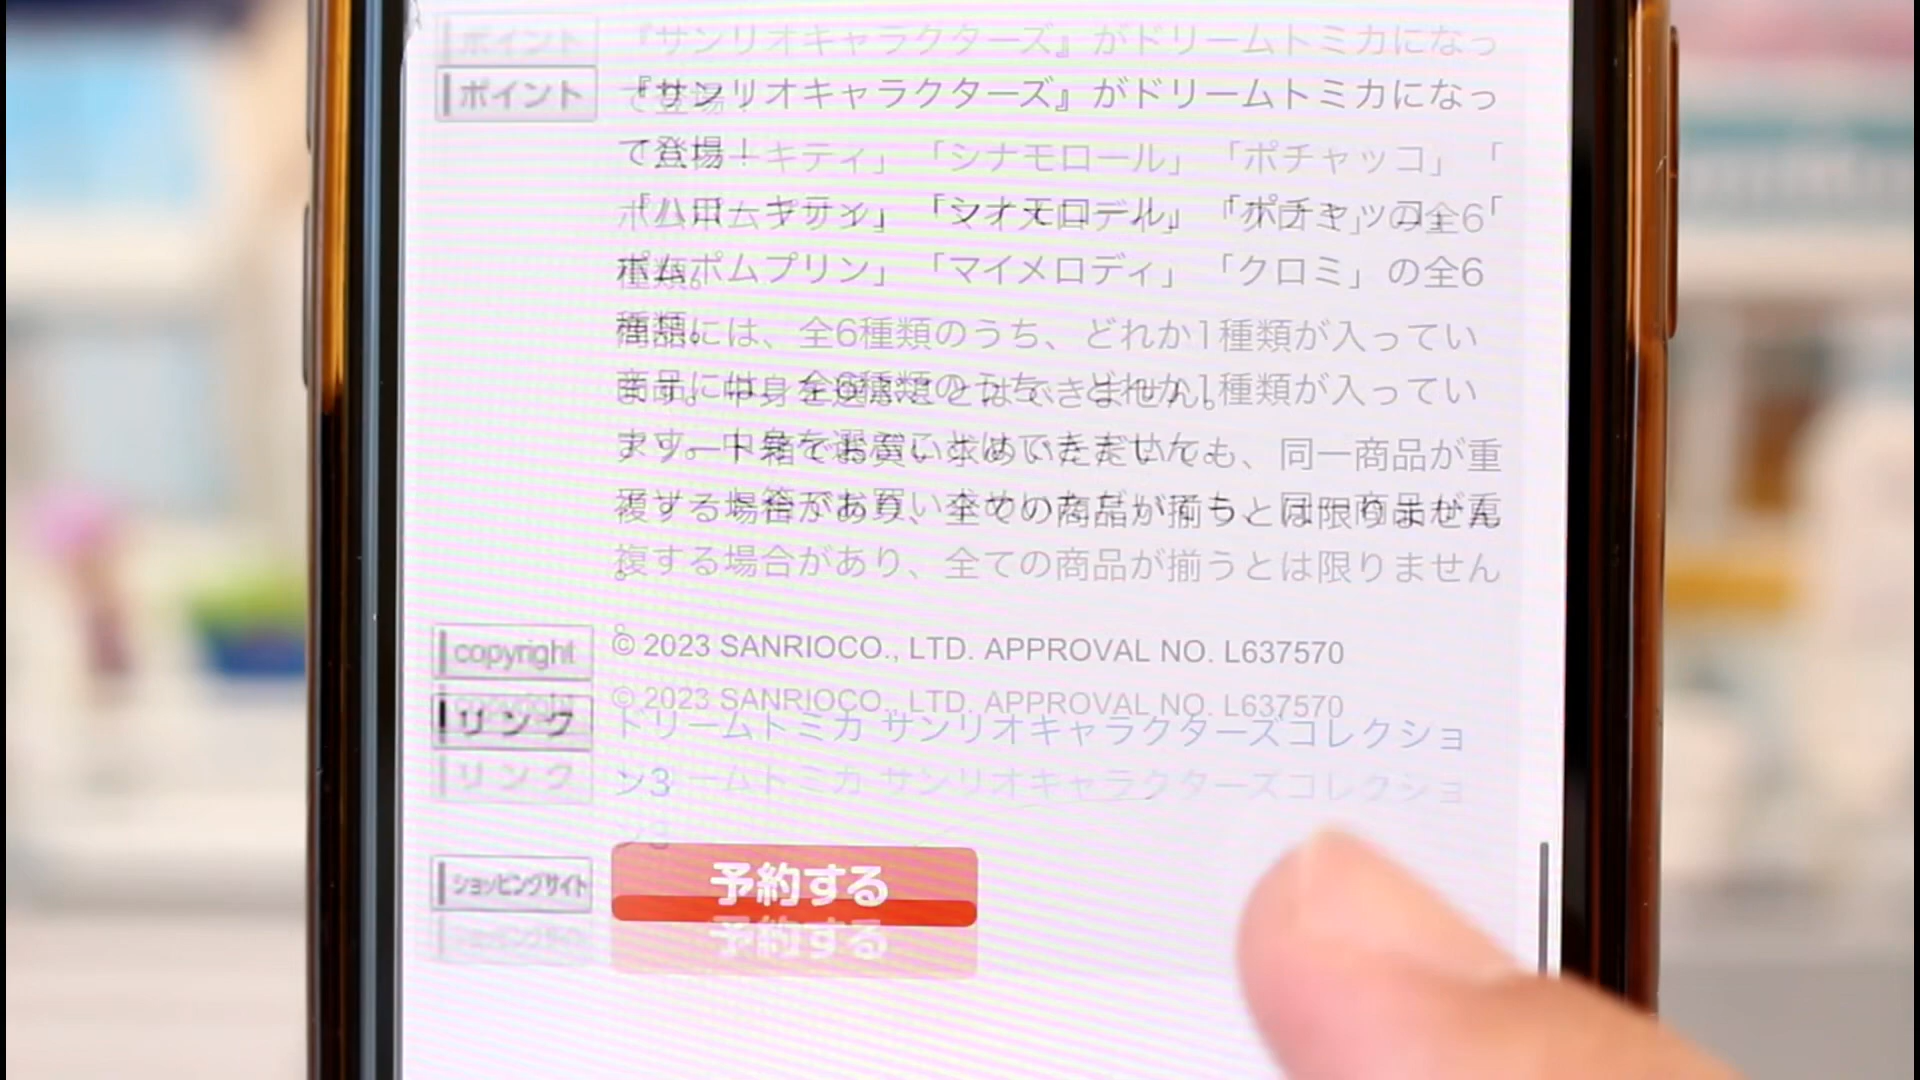 ポイント
『サンリオキャラクターズ』がドリームトミカになっ
て登場！
「ハローキティ」「シナモロール」「ポチャッコ」「
ポムポムプリン」「マイメロディ」「クロミ」の全6
種類。
商品には、全6種類のうち、どれか1種類が入ってい
ます。中身を選ぶことはできません。
また、一中箱でお買い求めいただいても、同一商品が重
複する場合があり、全ての商品が揃うとは限りません
。
copyright
© 2023 SANRIOCO., LTD. APPROVAL NO. L637570
リンク
ドリームトミカ サンリオキャラクターズコレクショ
ン3
ショッピングサイト
予約する